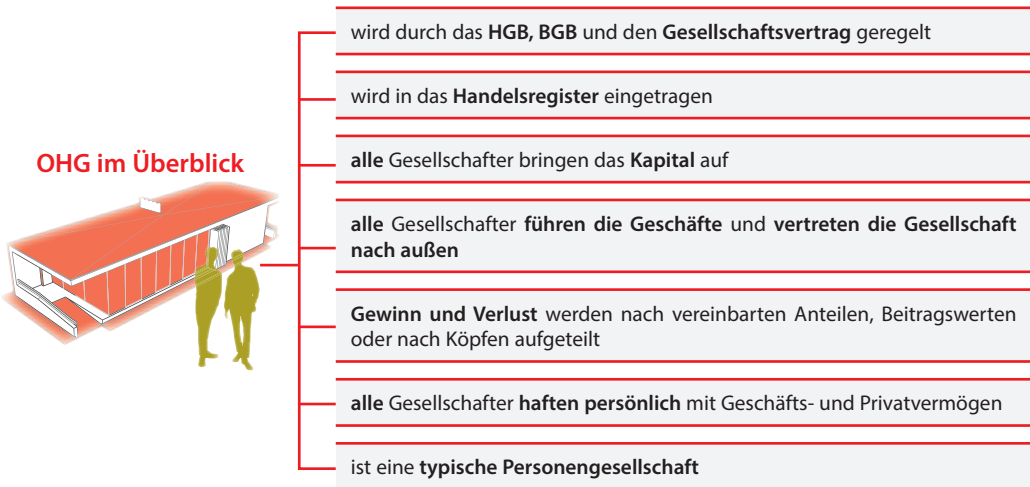 OHG im Überblick
wird durch das HGB, BGB und den Gesellschaftsvertrag geregelt
wird in das Handelsregister eingetragen
alle Gesellschafter bringen das Kapital auf
alle Gesellschafter führen die Geschäfte und vertreten die Gesellschaft
nach außen
Gewinn und Verlust werden nach vereinbarten Anteilen, Beitragswerten
oder nach Köpfen aufgeteilt
alle Gesellschafter haften persönlich mit Geschäfts- und Privatvermögen
ist eine typische Personengesellschaft